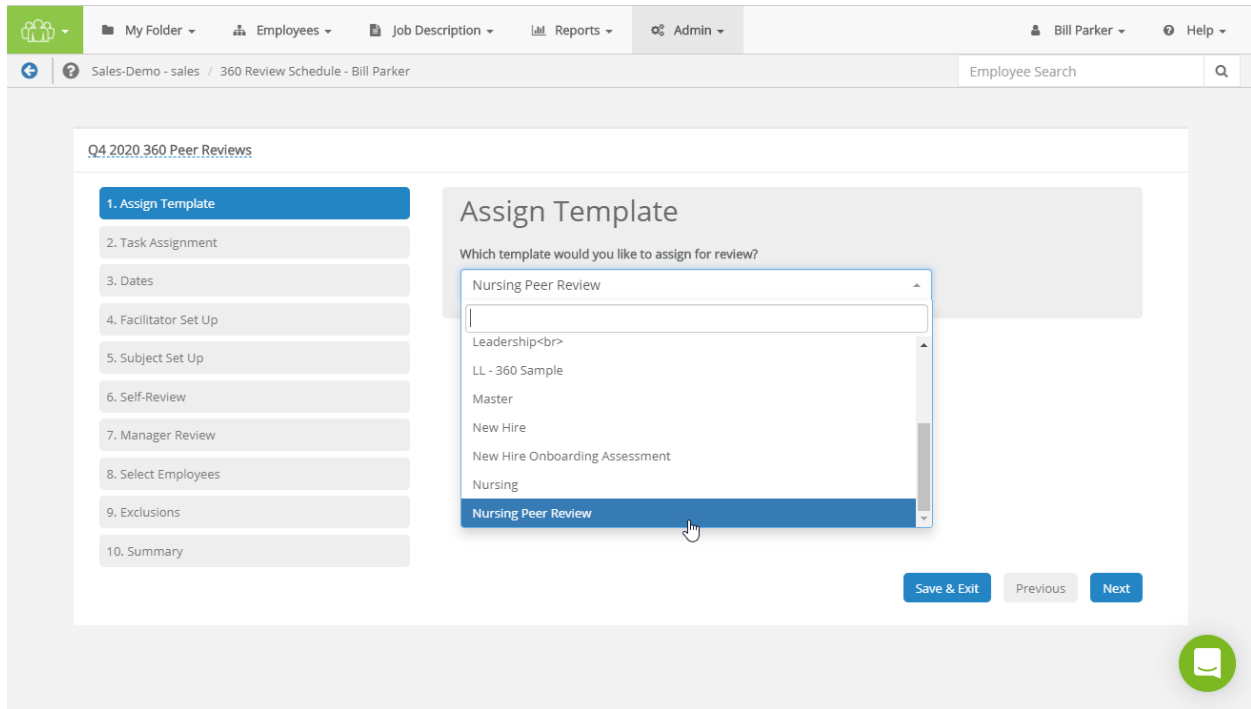 My Folder Employees Job Description Reports Admin Bill Parker Help
Sales-Demo - sales / 360 Review Schedule - Bill Parker Employee Search
Q4 2020 360 Peer Reviews
1. Assign Template
2. Task Assignment
3. Dates
4. Facilitator Set Up
5. Subject Set Up
6. Self-Review
7. Manager Review
8. Select Employees
9. Exclusions
10. Summary
Assign Template
Which template would you like to assign for review?
Nursing Peer Review
Leadership<br>
LL - 360 Sample
Master
New Hire
New Hire Onboarding Assessment
Nursing
Nursing Peer Review
Save & Exit Previous Next